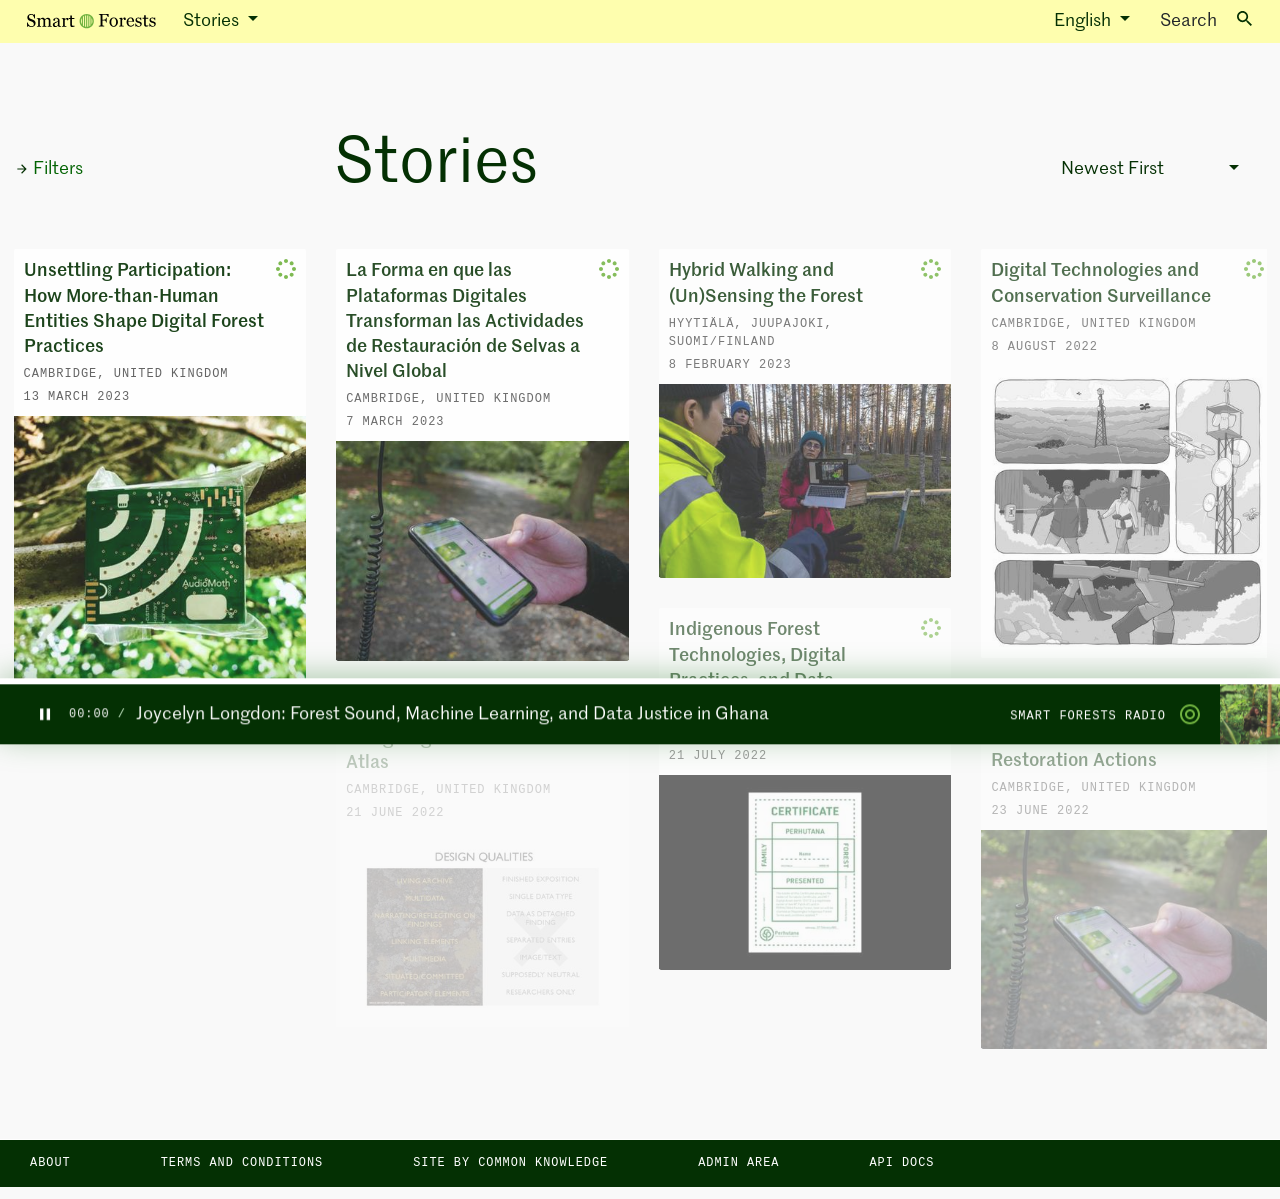 Smart Forests
Stories
English
Search
Filters
Stories
Newest First
Unsettling Participation:
How More-than-Human
Entities Shape Digital Forest
Practices
CAMBRIDGE, UNITED KINGDOM
13 MARCH 2023
AudioMoth
1.0.0
La Forma en que las
Plataformas Digitales
Transforman las Actividades
de Restauración de Selvas a
Nivel Global
CAMBRIDGE, UNITED KINGDOM
7 MARCH 2023
Hybrid Walking and
(Un)Sensing the Forest
HYYTIÄLÄ, JUUPAJOKI,
SUOMI/FINLAND
8 FEBRUARY 2023
Digital Technologies and
Conservation Surveillance
CAMBRIDGE, UNITED KINGDOM
8 AUGUST 2022
Indigenous Forest
Technologies, Digital
Practices, and Data
00:00 /
Joycelyn Longdon: Forest Sound, Machine Learning, and Data Justice in Ghana
SMART FORESTS RADIO
Atlas
CAMBRIDGE, UNITED KINGDOM
21 JUNE 2022
DESIGN QUALITIES
LIVING ARCHIVE
FINISHED EXPOSITION
MULTIDATA
SINGLE DATA TYPE
NARRATING/REFLECTING ON
FINDINGS
DATA AS DETACHED
FINDING
LINKING ELEMENTS
SEPARATED ENTRIES
MULTIMEDIA
IMAGE/TEXT
SITUATED/COMMITTED
SUPPOSEDLY NEUTRAL
PARTICIPATORY ELEMENTS
RESEARCHERS ONLY
21 JULY 2022
CERTIFICATE
PERHUTANA
FAMILY
FOREST
PRESENTED
Perhutana
Restoration Actions
CAMBRIDGE, UNITED KINGDOM
23 JUNE 2022
ABOUT
TERMS AND CONDITIONS
SITE BY COMMON KNOWLEDGE
ADMIN AREA
API DOCS